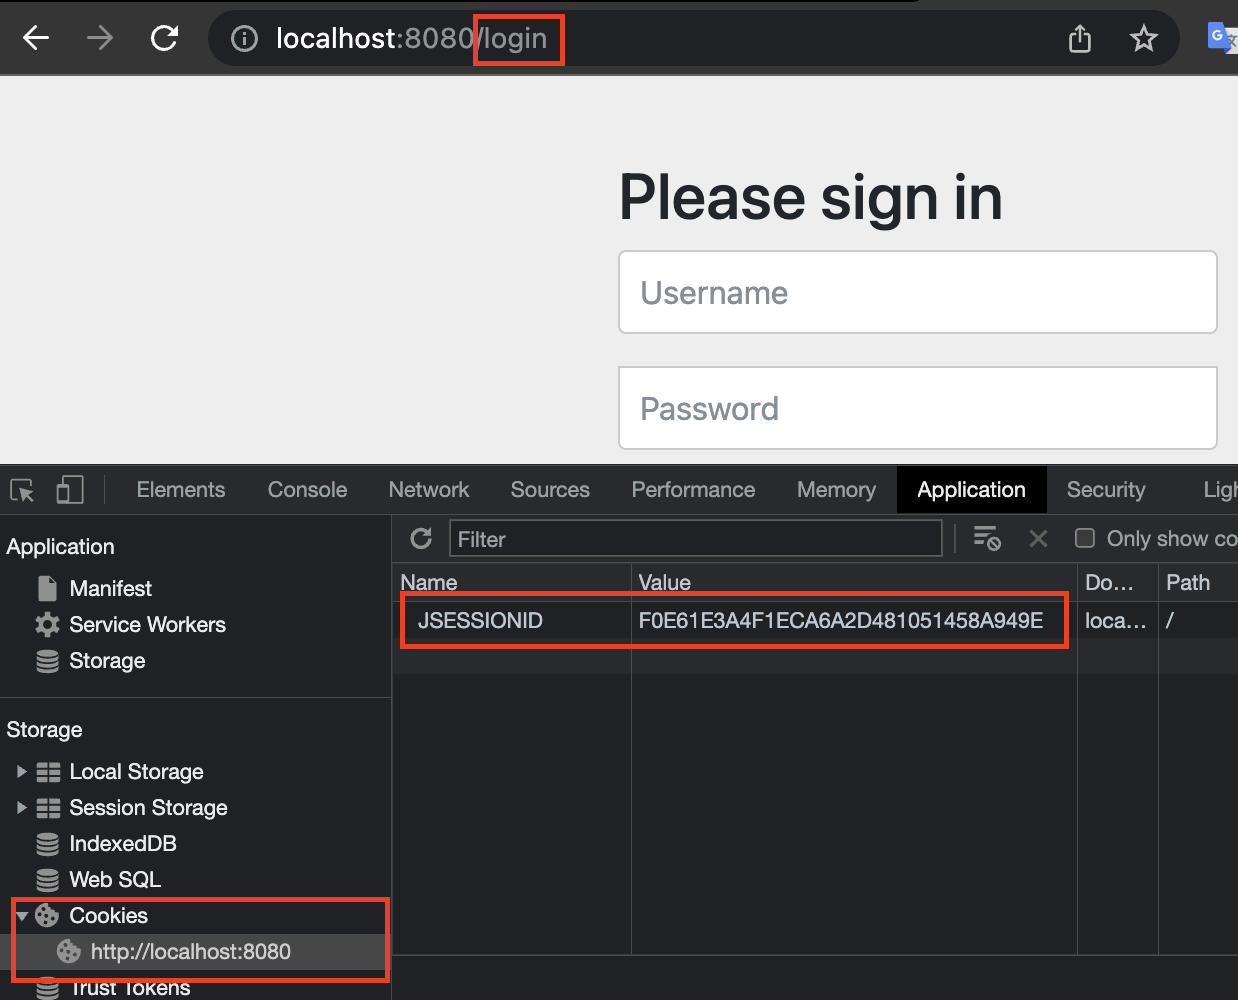 localhost:8080/login
G
Please sign in
Username
Password
Elements Console Network Sources Performance Memory Application Security Ligh
Application
Manifest
Service Workers
Storage
Storage
Local Storage
Session Storage
IndexedDB
Web SQL
Cookies
http://localhost:8080
Trust Tokens
Filter Only show co
Name Value Do... Path
JSESSIONID F0E61E3A4F1ECA6A2D481051458A949E loca... /